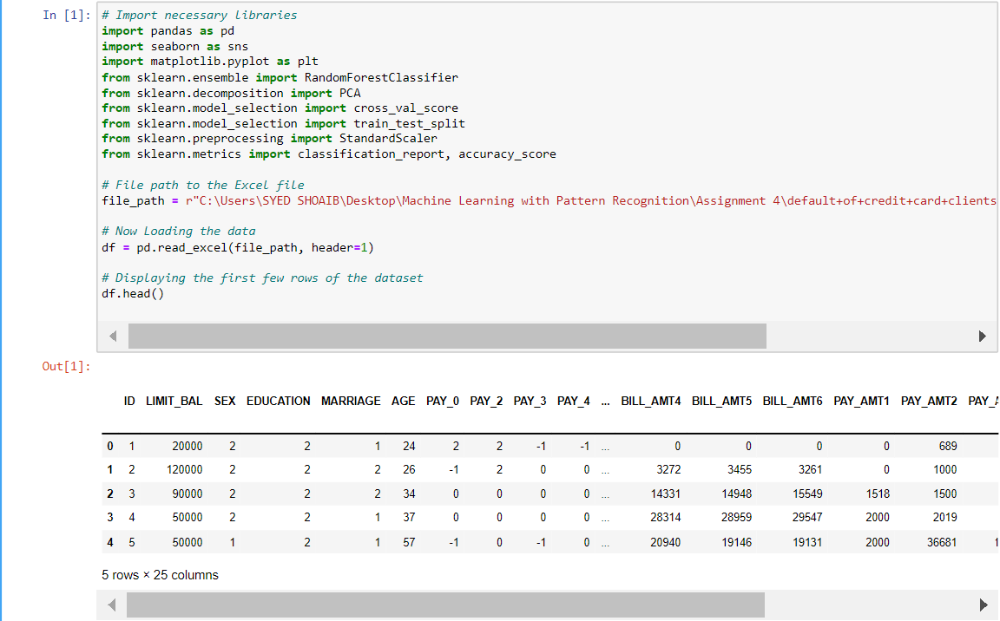 In [1]:
# Import necessary libraries
import pandas as pd
import seaborn as sns
import matplotlib.pyplot as plt
from sklearn.ensemble import RandomForestClassifier
from sklearn.decomposition import PCA
from sklearn.model_selection import cross_val_score
from sklearn.model_selection import train_test_split
from sklearn.preprocessing import StandardScaler
from sklearn.metrics import classification_report, accuracy_score
# File path to the Excel file
file_path = r"C:\Users\SYED SHOAIB\Desktop\Machine Learning with Pattern Recognition\Assignment 4\default+of+credit+card+clients
# Now Loading the data
df = pd.read_excel(file_path, header=1)
# Displaying the first few rows of the dataset
df.head()
Out[1]:
ID LIMIT_BAL SEX EDUCATION MARRIAGE AGE PAY_0 PAY_2 PAY_3 PAY_4 ... BILL_AMT4 BILL_AMT5 BILL_AMT6 PAY_AMT1 PAY_AMT2
0 1 20000 2 2 1 24 2 2 -1 -1 ... 0 0 0 0 689
1 2 120000 2 2 2 26 -1 2 0 0 ... 3272 3455 3261 0 1000
2 3 90000 2 2 2 34 0 0 0 0 ... 14331 14948 15549 1518 1500
3 4 50000 2 2 1 37 0 0 0 0 ... 28314 28959 29547 2000 2019
4 5 50000 1 2 1 57 -1 0 -1 0 ... 20940 19146 19131 2000 36681
5 rows × 25 columns